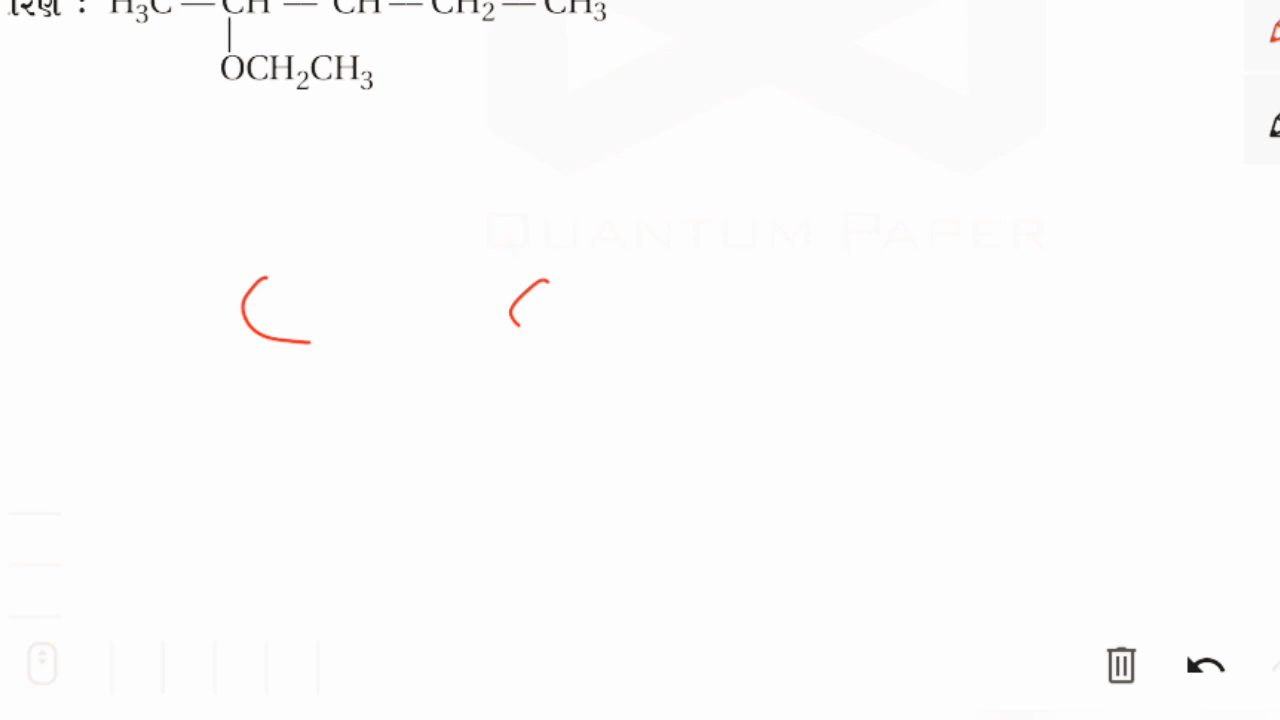 : H₃C — CH — CH — CH₂ — CH₃
OCH₂CH₃
QUANTUM PAPER
C C